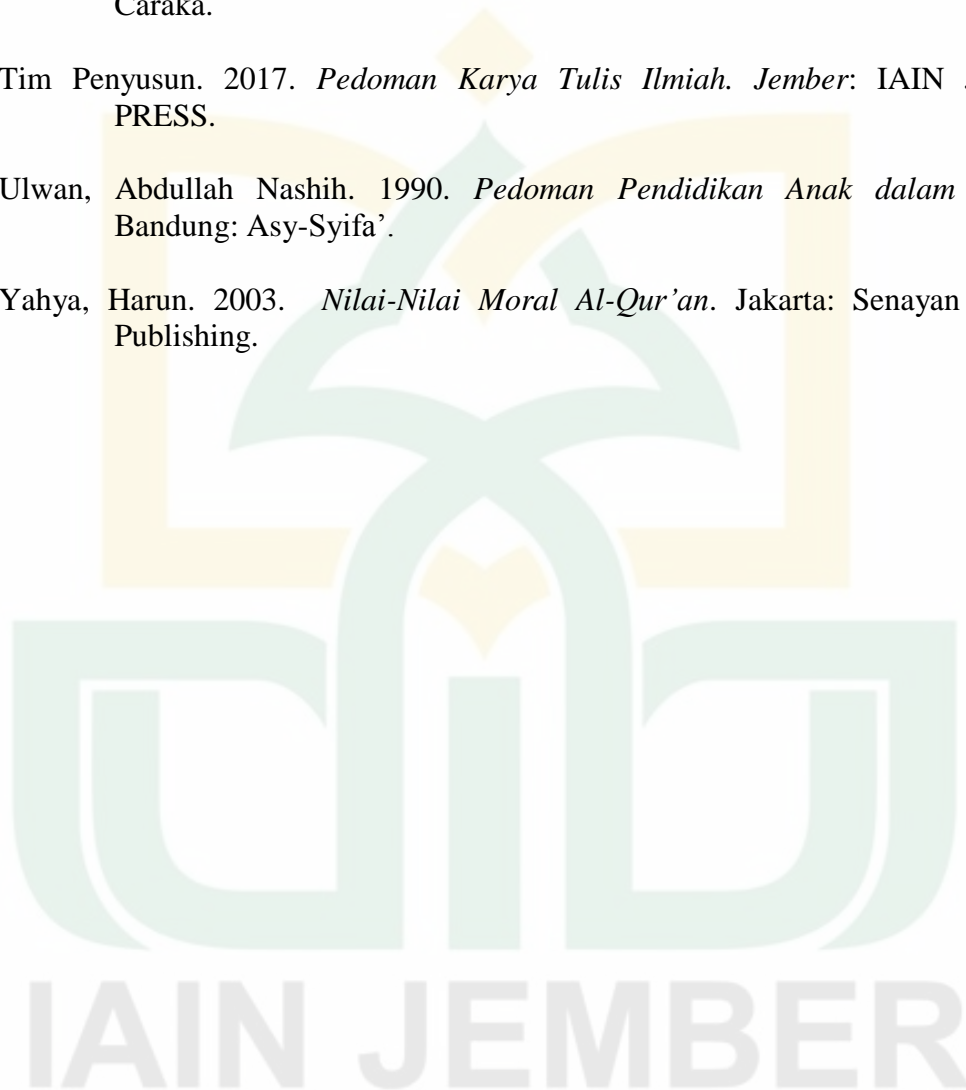 Caraka.
Tim Penyusun. 2017. Pedoman Karya Tulis Ilmiah. Jember: IAIN
PRESS.
Ulwan, Abdullah Nashih. 1990. Pedoman Pendidikan Anak dalam
Bandung: Asy-Syifa’.
Yahya, Harun. 2003. Nilai-Nilai Moral Al-Qur’an. Jakarta: Senayan
Publishing.
IAIN JEMBER